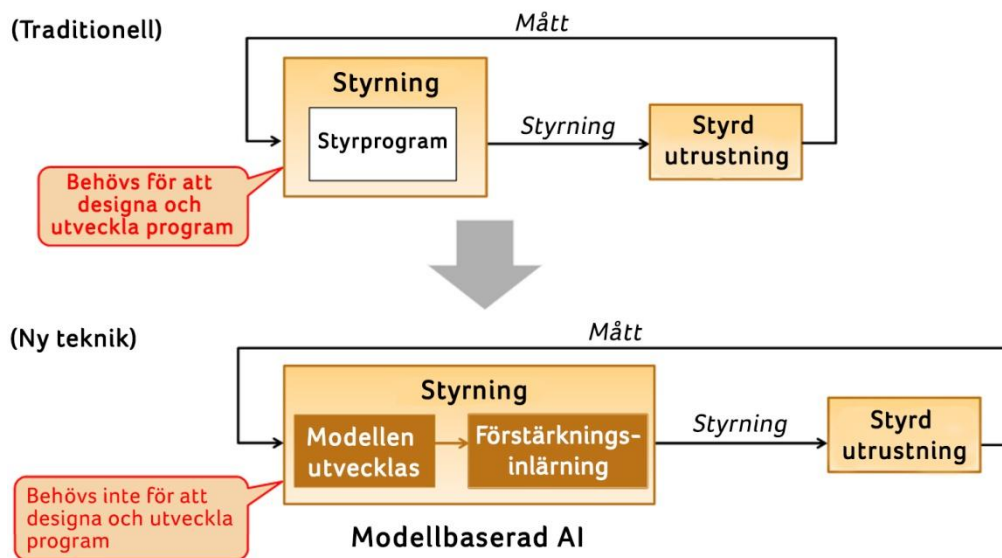 (Traditionell)
Mått
Styrning
Styrprogram
Styrning
Styrd
utrustning
Behövs för att
designa och
utveckla program
(Ny teknik)
Mått
Styrning
Modellen
utvecklas
Förstärknings-
inlärning
Styrning
Styrd
utrustning
Behövs inte för att
designa och utveckla
program
Modellbaserad AI